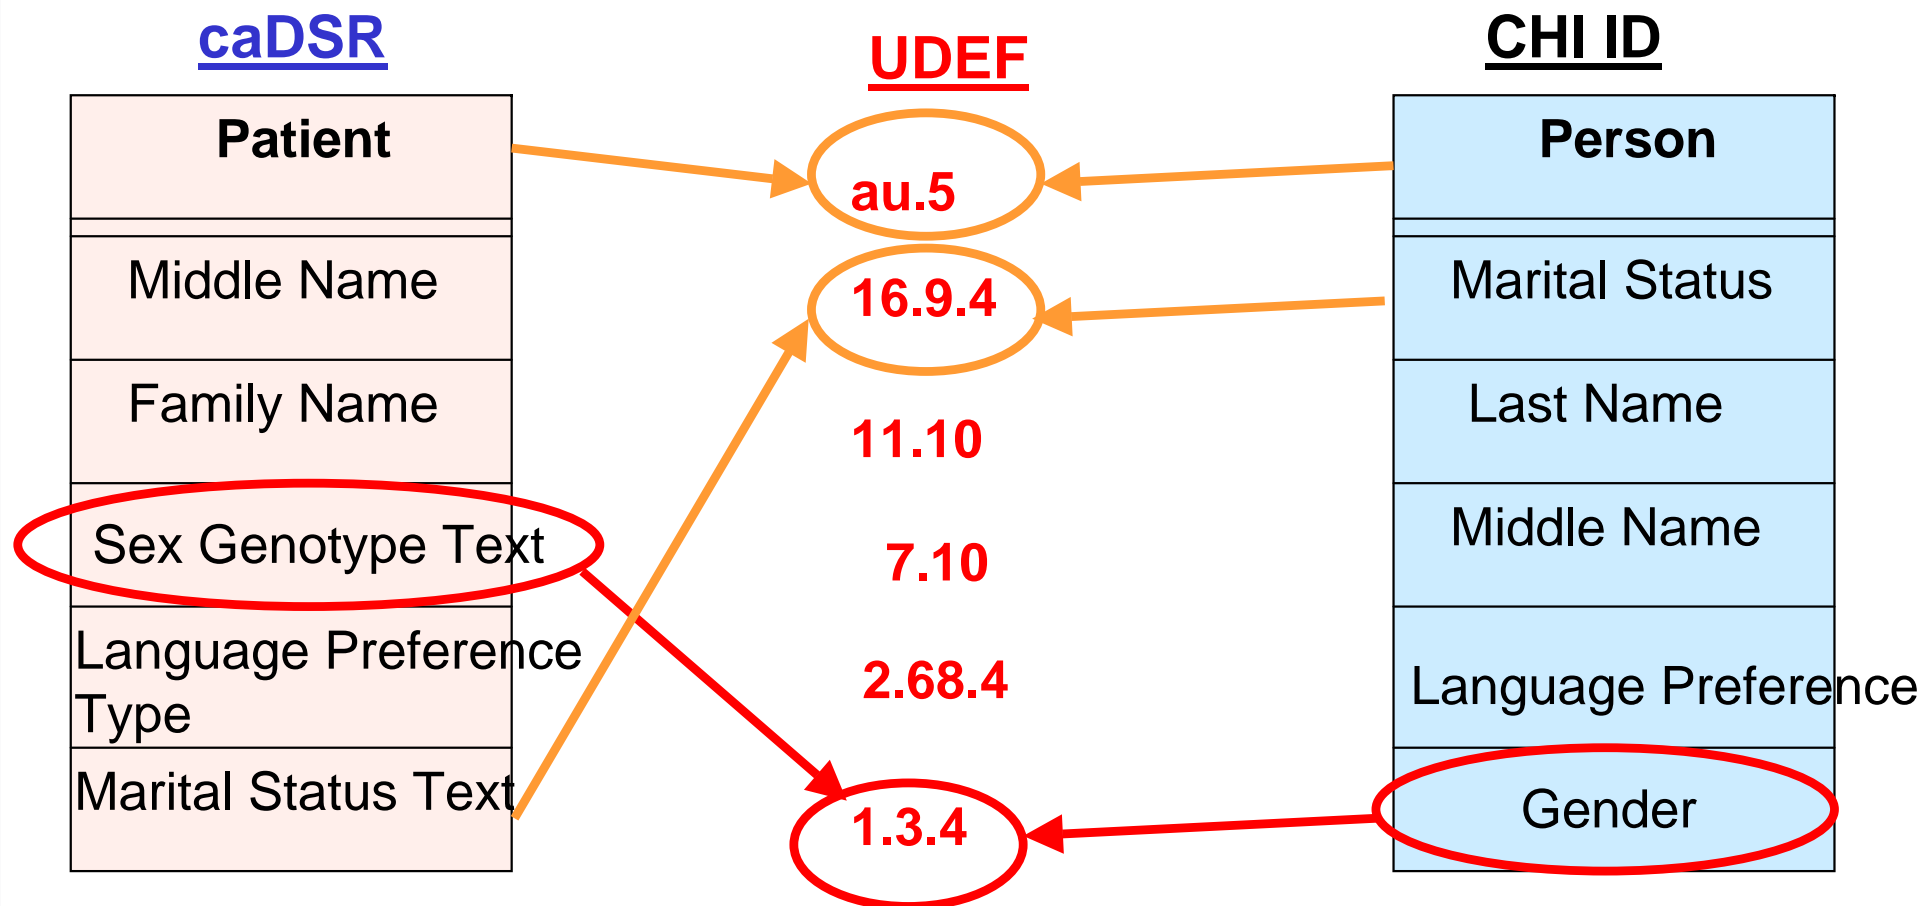 caDSR
Patient
Middle Name
Family Name
Sex Genotype Text
Language Preference
Type
Marital Status Text
UDEF
au.5
16.9.4
11.10
7.10
2.68.4
1.3.4
CHI ID
Person
Marital Status
Last Name
Middle Name
Language Preference
Gender